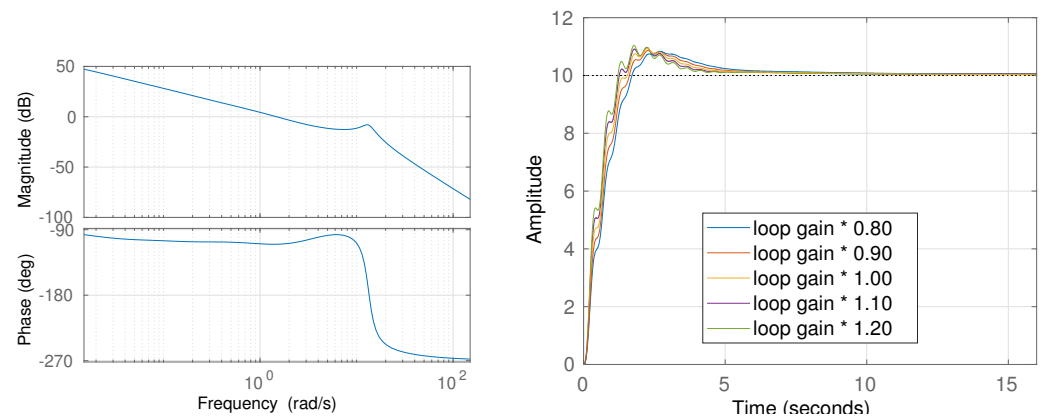 50
0
-50
-100
Magnitude (dB)
-90
-180
-270
Phase (deg)
10^0
10^1
10^2
Frequency (rad/s)
12
10
8
6
4
2
0
Amplitude
loop gain * 0.80
loop gain * 0.90
loop gain * 1.00
loop gain * 1.10
loop gain * 1.20
0
5
10
15
Time (seconds)